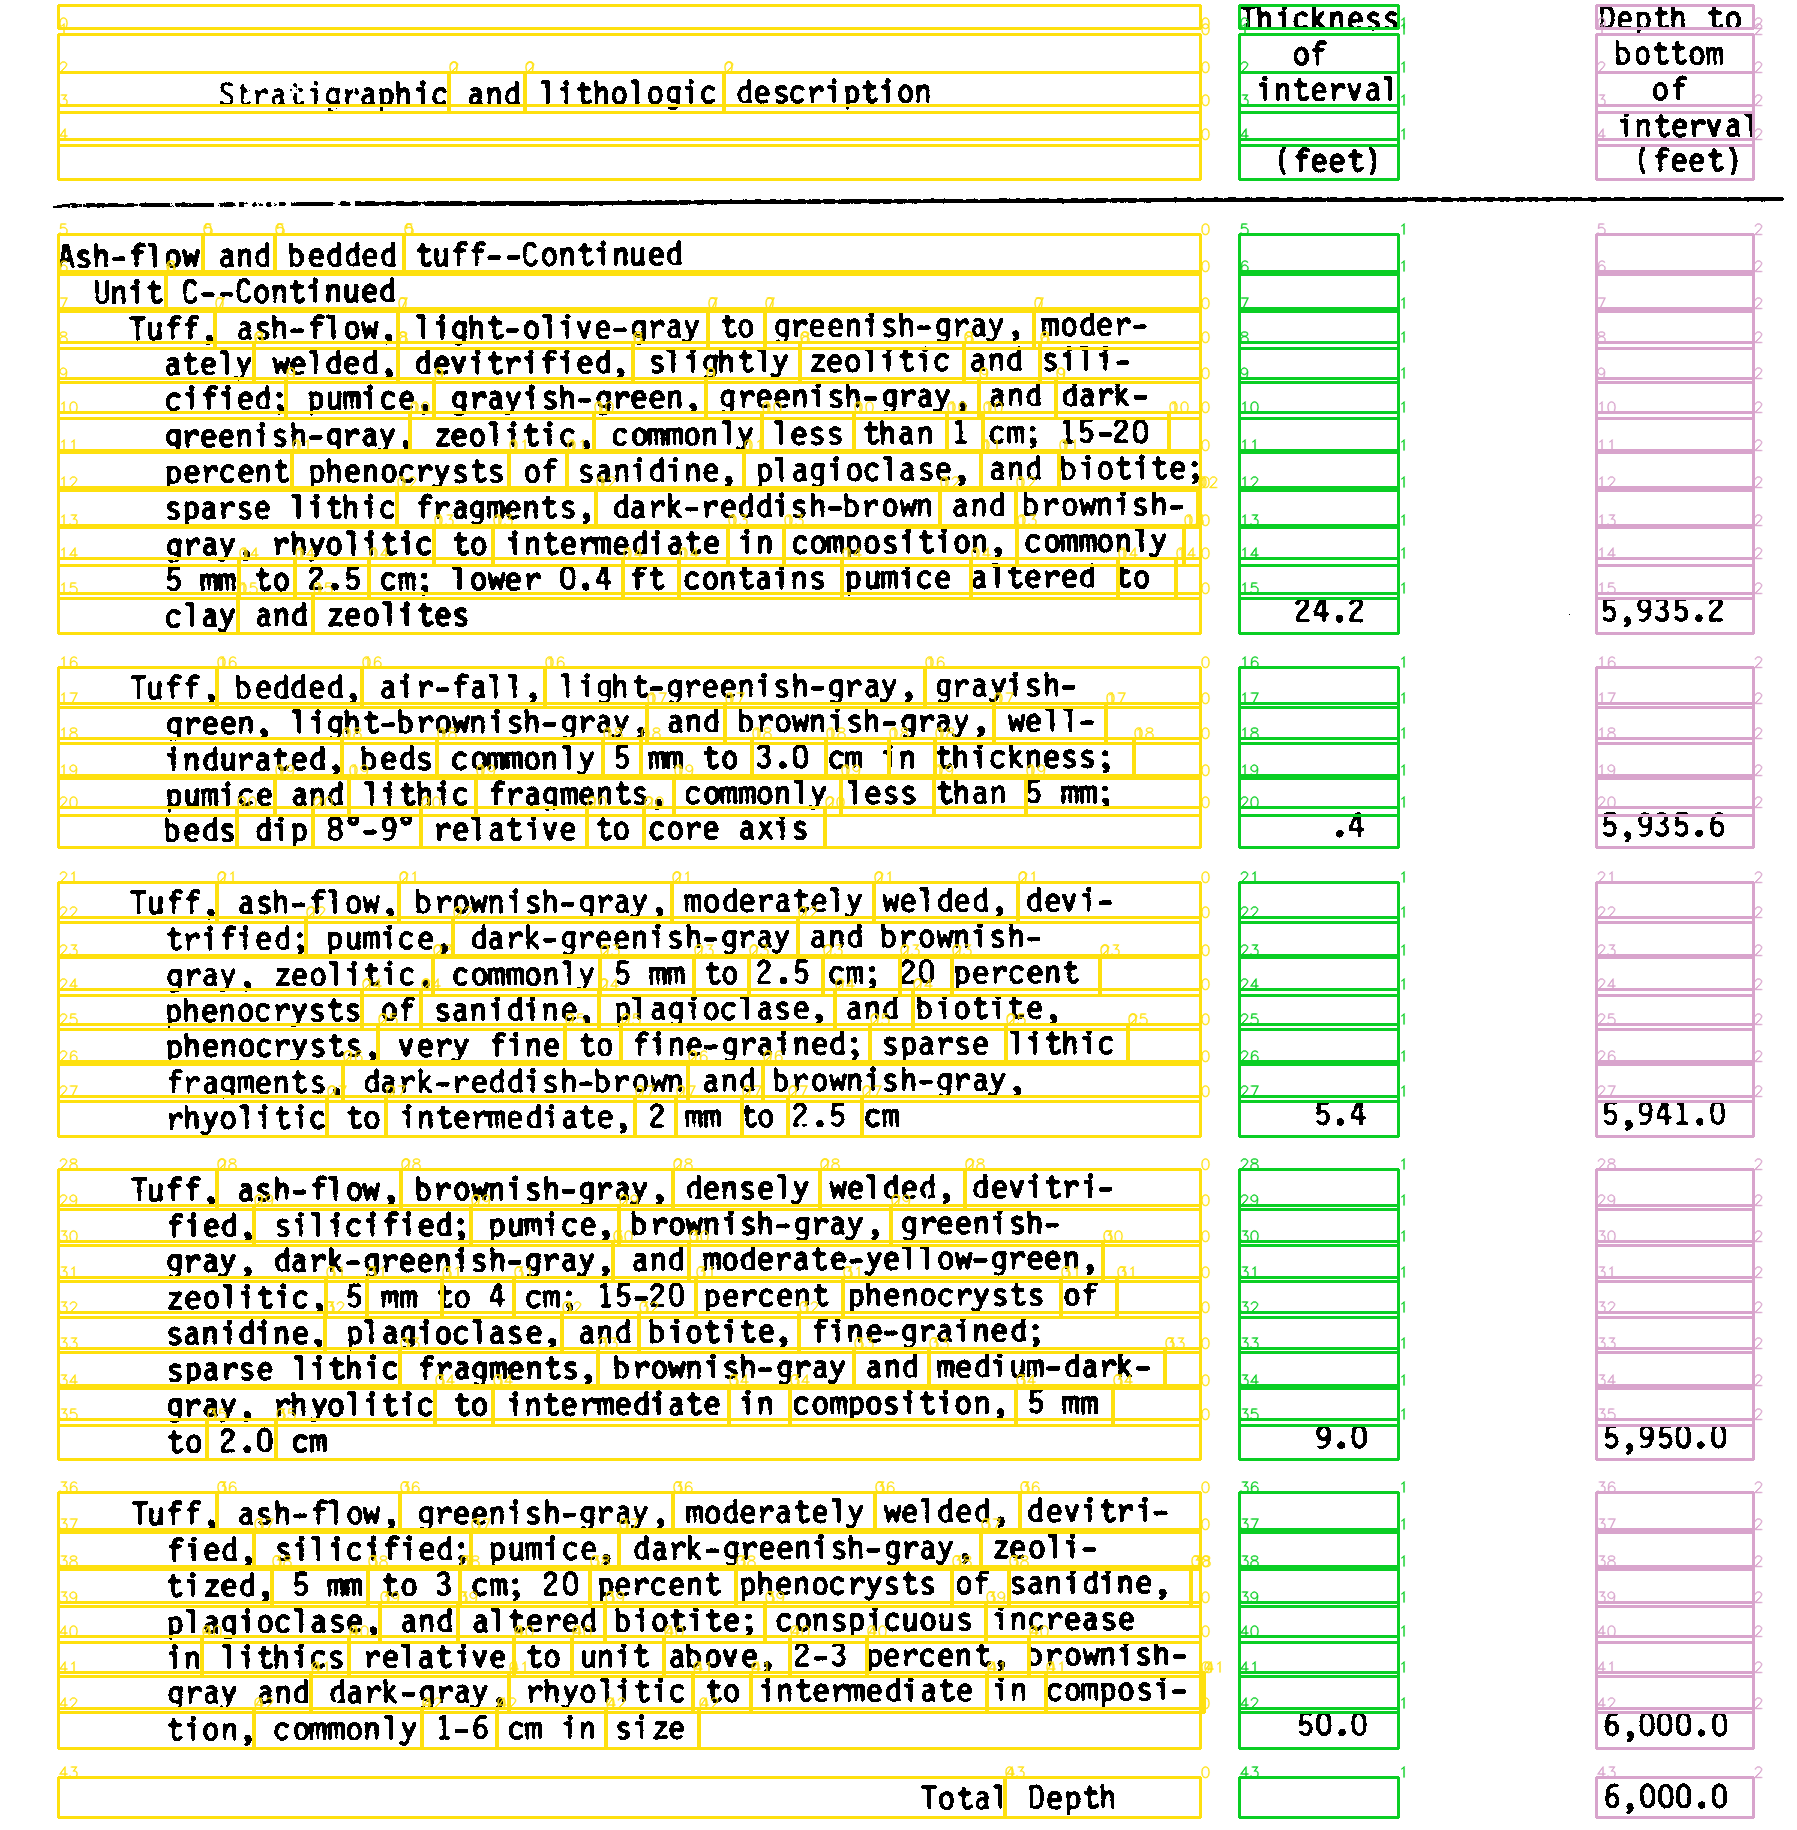 Thickness Depth to
of bottom
Stratigraphic and lithologic description interval of
interval
(feet) (feet)
Ash-flow and bedded tuff--Continued
Unit C--Continued
Tuff, ash-flow, light-olive-gray to greenish-gray, moder-
ately welded, devitrified, slightly zeolitic and sili-
cified; pumice, grayish-green, greenish-gray, and dark-
greenish-gray, zeolitic, commonly less than 1 cm; 15-20
percent phenocrysts of sanidine, plagioclase, and biotite;
sparse lithic fragments, dark-reddish-brown and brownish-
gray, rhyolitic to intermediate in composition, commonly
5 mm to 2.5 cm; lower 0.4 ft contains pumice altered to
clay and zeolites 24.2 5,935.2
Tuff, bedded, air-fall, light-greenish-gray, grayish-
green, light-brownish-gray, and brownish-gray, well-
indurated, beds commonly 5 mm to 3.0 cm in thickness;
pumice and lithic fragments, commonly less than 5 mm;
beds dip 8°-9° relative to core axis .4 5,935.6
Tuff, ash-flow, brownish-gray, moderately welded, devi-
trified; pumice, dark-greenish-gray and brownish-
gray, zeolitic, commonly 5 mm to 2.5 cm; 20 percent
phenocrysts of sanidine, plagioclase, and biotite,
phenocrysts, very fine to fine-grained; sparse lithic
fragments, dark-reddish-brown and brownish-gray,
rhyolitic to intermediate, 2 mm to 2.5 cm 5.4 5,941.0
Tuff, ash-flow, brownish-gray, densely welded, devitri-
fied, silicified; pumice, brownish-gray, greenish-
gray, dark-greenish-gray, and moderate-yellow-green,
zeolitic, 5 mm to 4 cm; 15-20 percent phenocrysts of
sanidine, plagioclase, and biotite, fine-grained;
sparse lithic fragments, brownish-gray and medium-dark-
gray, rhyolitic to intermediate in composition, 5 mm
to 2.0 cm 9.0 5,950.0
Tuff, ash-flow, greenish-gray, moderately welded, devitri-
fied, silicified; pumice, dark-greenish-gray, zeoli-
tized, 5 mm to 3 cm; 20 percent phenocrysts of sanidine,
plagioclase, and altered biotite; conspicuous increase
in lithics relative to unit above, 2-3 percent, brownish-
gray and dark-gray, rhyolitic to intermediate in composi-
tion, commonly 1-6 cm in size 50.0 6,000.0
Total Depth 6,000.0